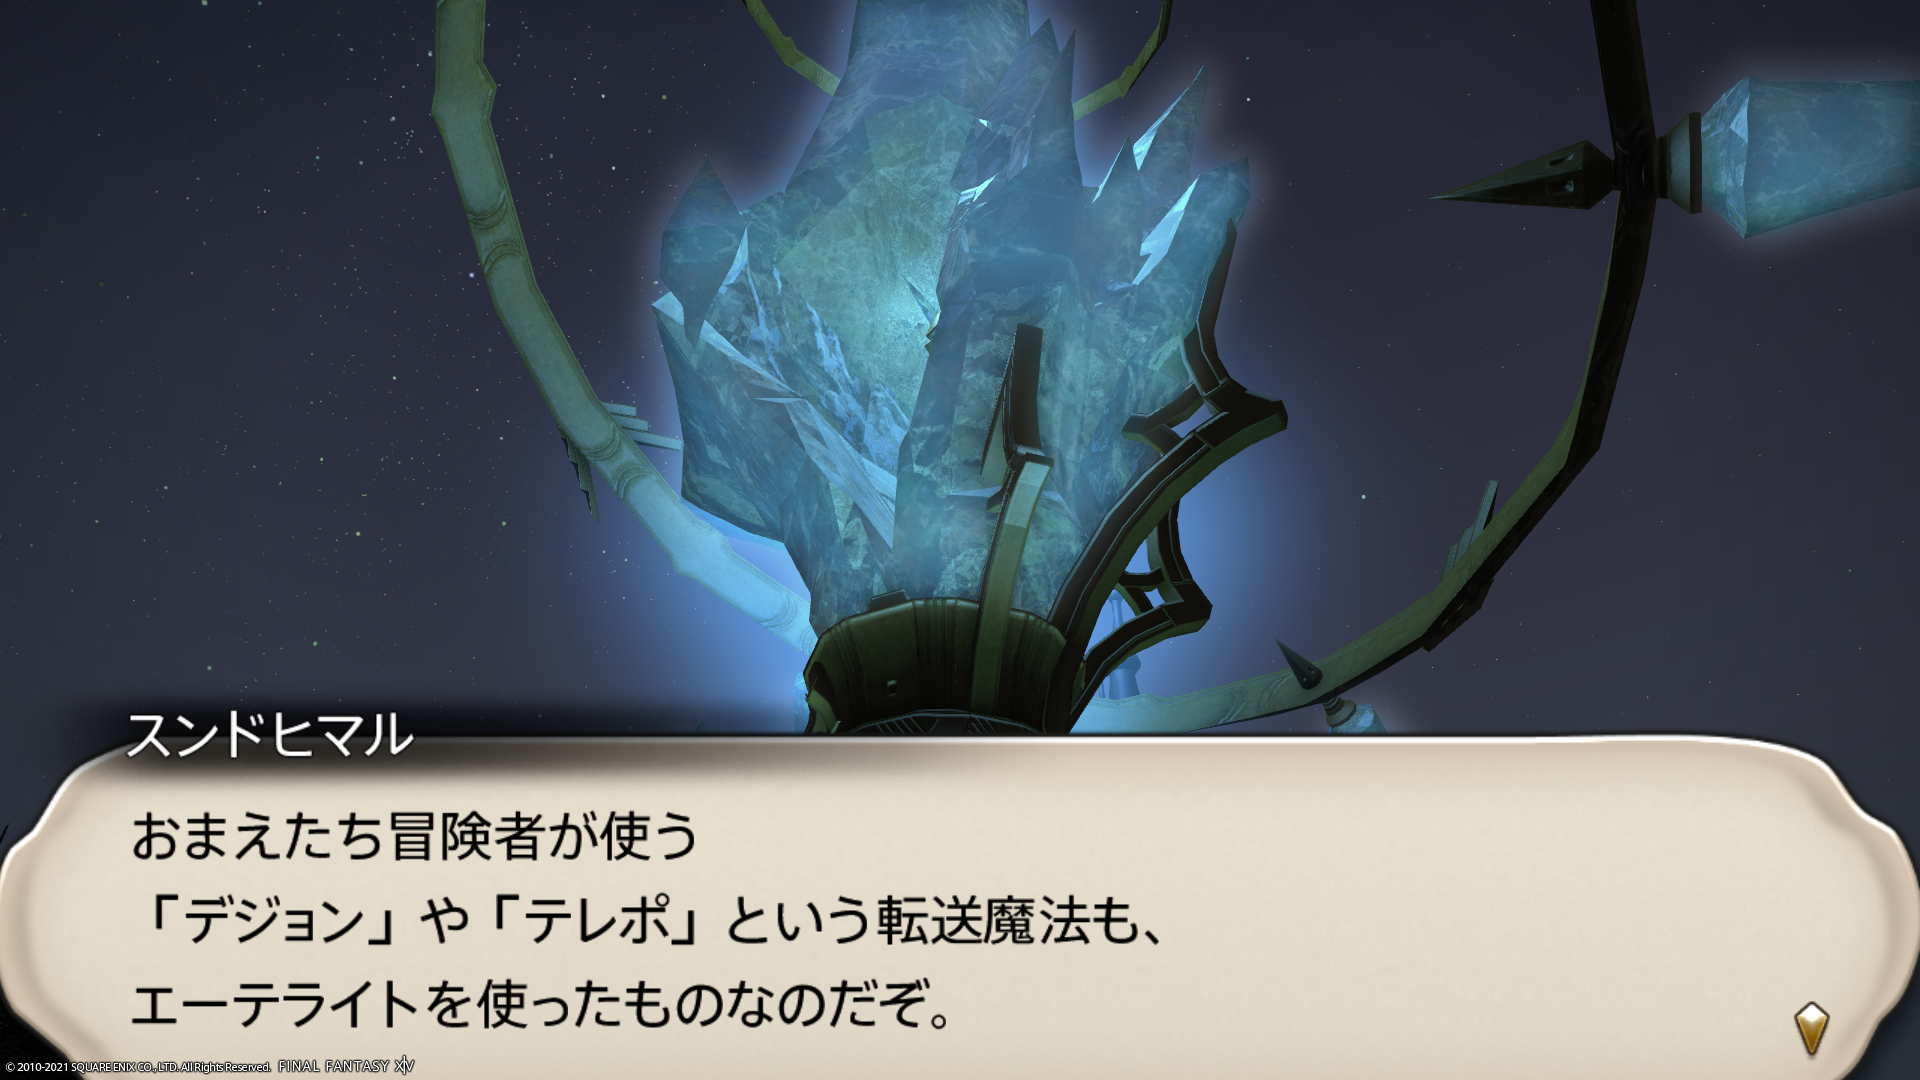 スンドヒマル
おまえたち冒険者が使う
「デジョン」や「テレポ」という転送魔法も、
エーテライトを使ったものなのだぞ。
© 2010-2021 SQUARE ENIX CO., LTD. All Rights Reserved. FINAL FANTASY XIV